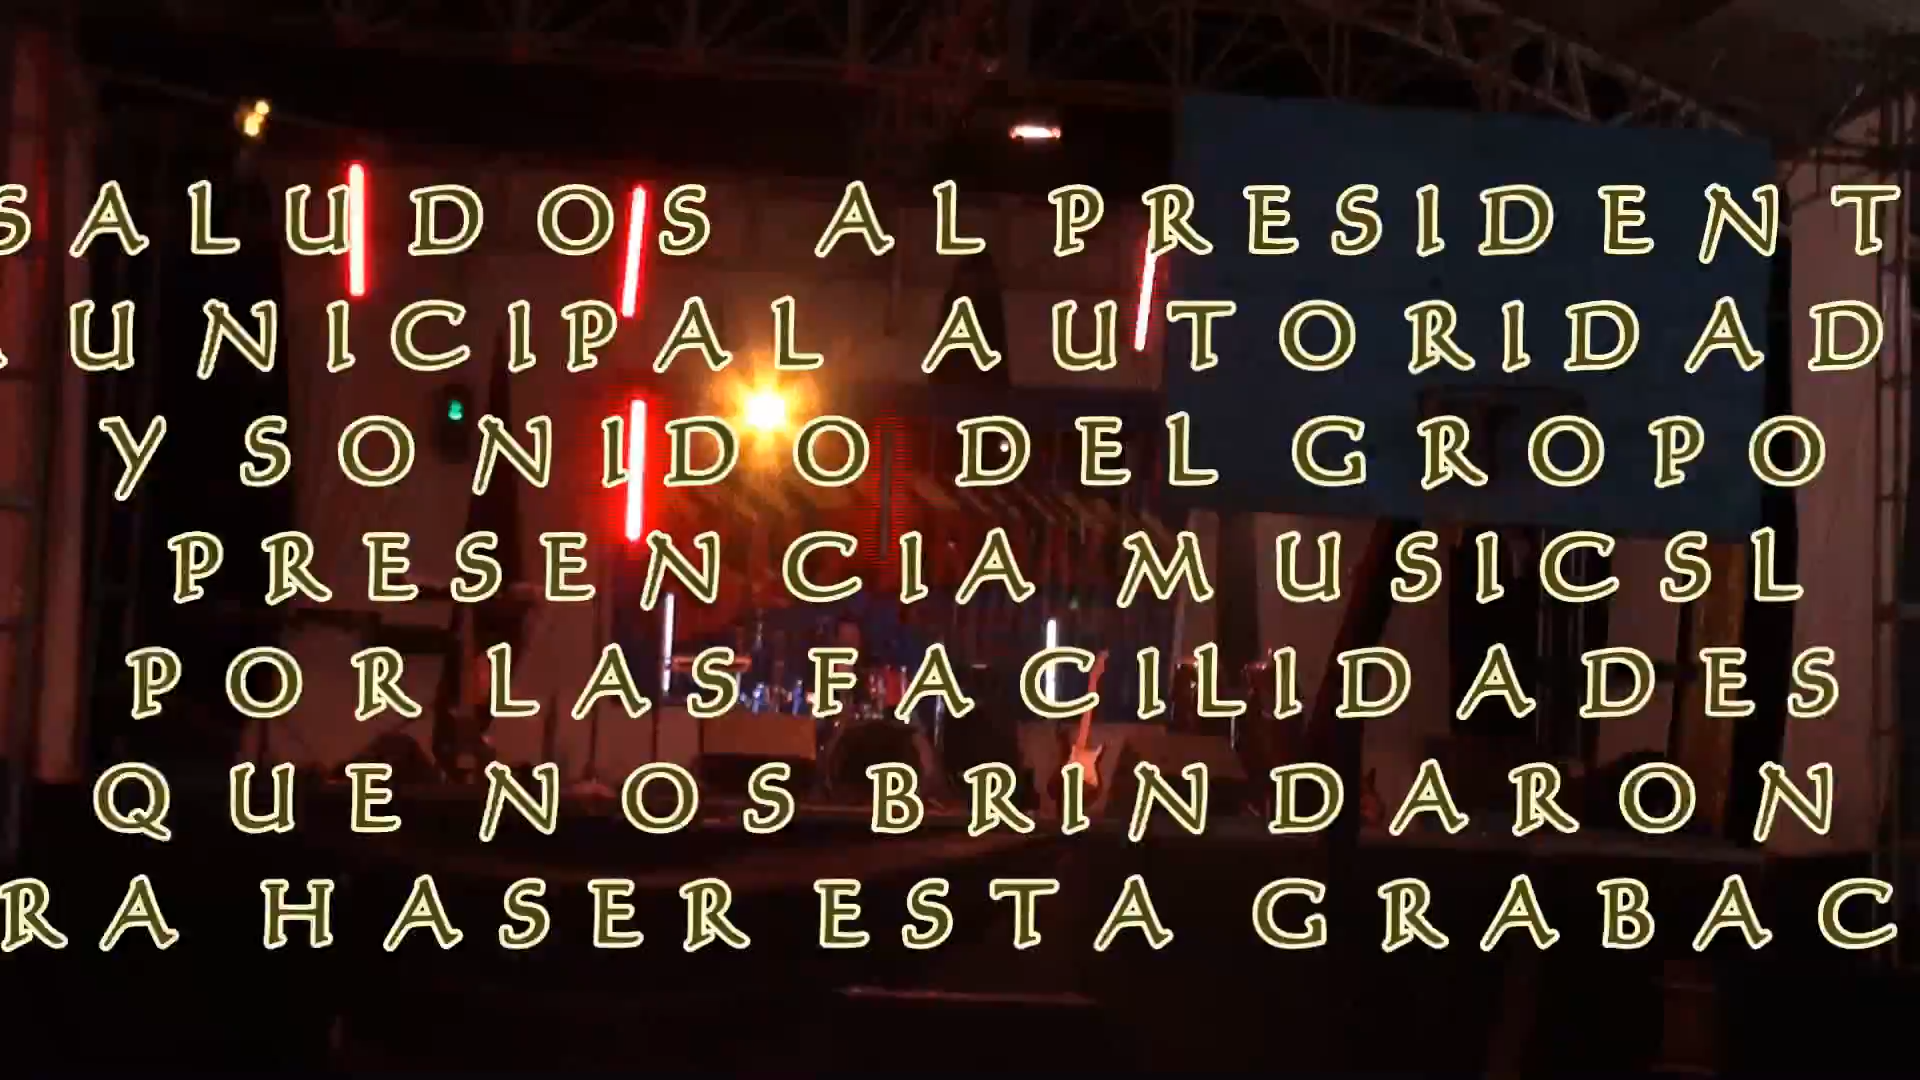 SALUDOS AL PRESIDENT
UNICIPAL AUTORIDAD
Y SONIDO DEL GROPO
PRESENCIA MUSICSL
POR LAS FACILIDADES
QUE NOS BRINDARON
RA HASER ESTA GRABAC